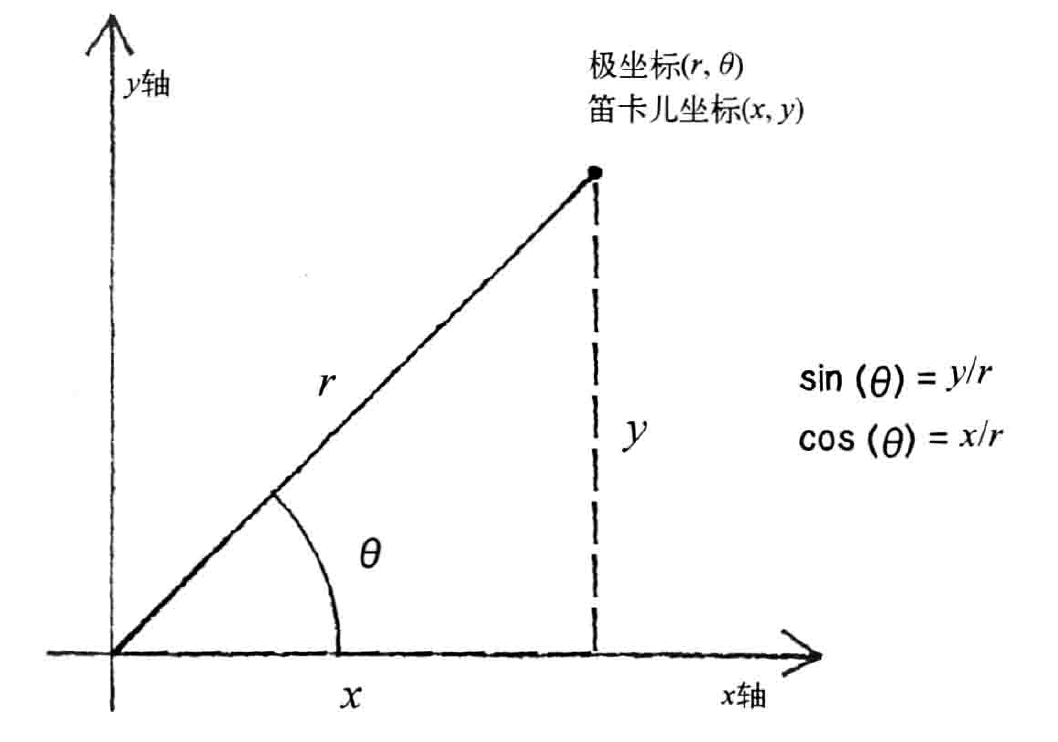 y轴
极坐标(r, θ)
笛卡儿坐标(x, y)
r
y
sin (θ) = y/r
cos (θ) = x/r
θ
x
x轴